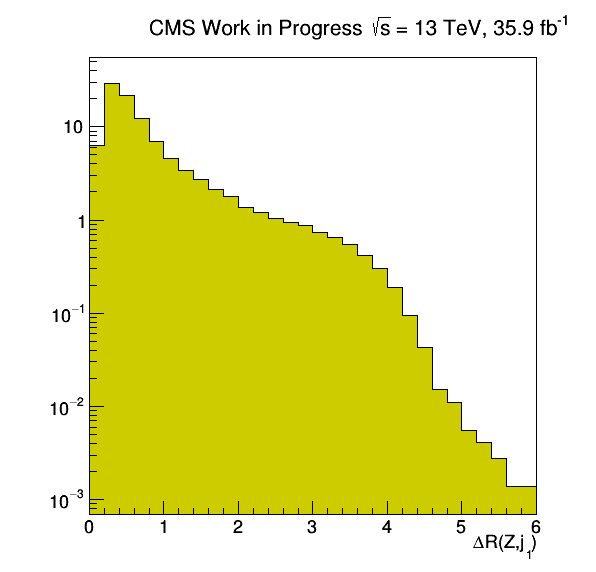 CMS Work in Progress √s = 13 TeV, 35.9 fb⁻¹
10
1
10⁻¹
10⁻²
10⁻³
0 1 2 3 4 5 6
ΔR(Z,j₁)